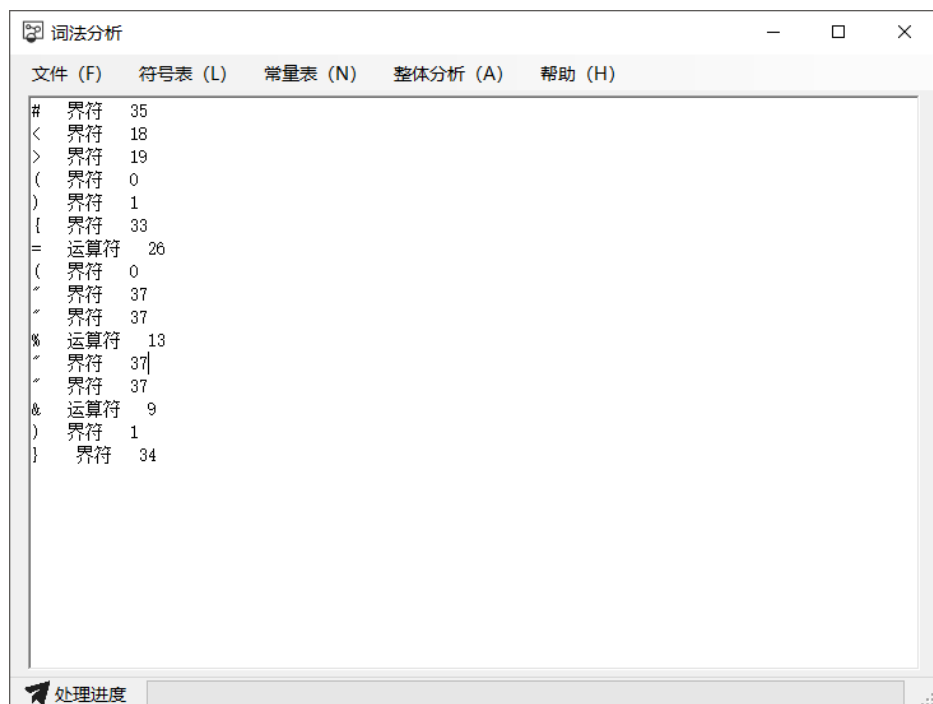 词法分析
文件 (F) 符号表 (L) 常量表 (N) 整体分析 (A) 帮助 (H)
# 界符 35
< 界符 18
> 界符 19
( 界符 0
) 界符 1
{ 界符 33
= 运算符 26
( 界符 0
" 界符 37
" 界符 37
% 运算符 13
" 界符 37
" 界符 37
& 运算符 9
) 界符 1
} 界符 34
处理进度